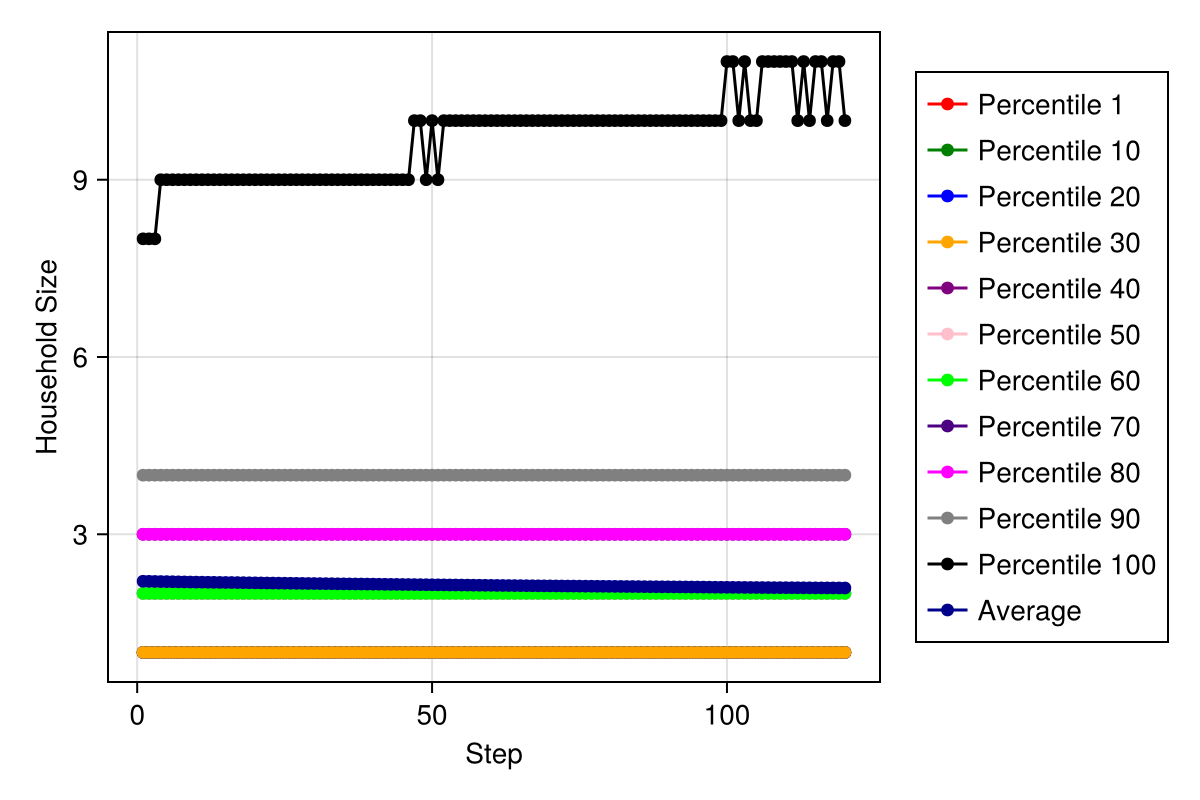 9
6
3
Household Size
0
50
100
Step
Percentile 1
Percentile 10
Percentile 20
Percentile 30
Percentile 40
Percentile 50
Percentile 60
Percentile 70
Percentile 80
Percentile 90
Percentile 100
Average